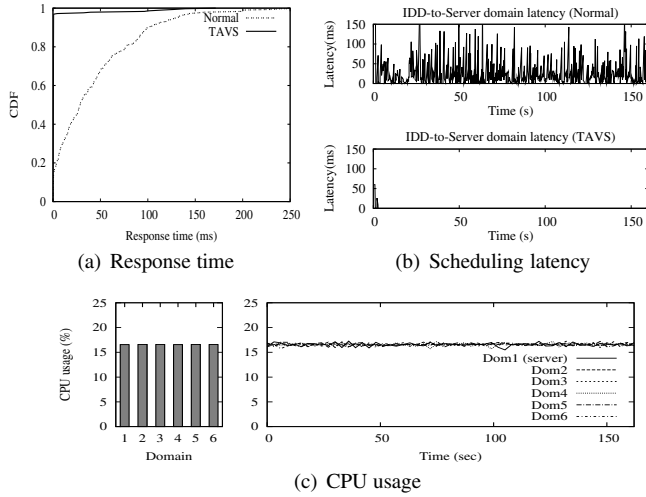 1
0.8
0.6
0.4
0.2
0
CDF
Normal
TAVS
0 50 100 150 200 250
Response time (ms)
(a) Response time
IDD-to-Server domain latency (Normal)
Latency(ms)
150
100
50
0
0 50 100 150
Time (s)
IDD-to-Server domain latency (TAVS)
Latency(ms)
150
100
50
0
0 50 100 150
Time (s)
(b) Scheduling latency
CPU usage (%)
25
20
15
10
5
0
1 2 3 4 5 6
Domain
25
20
15
10
5
0
Dom1 (server)
Dom2
Dom3
Dom4
Dom5
Dom6
0 50 100 150
Time (sec)
(c) CPU usage